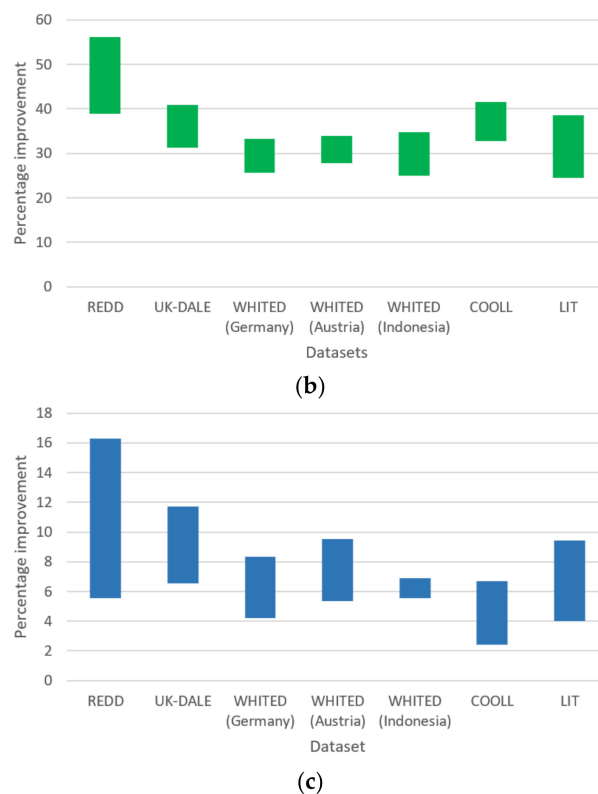 60
50
40
30
20
10
0
Percentage improvement
REDD UK-DALE WHITED WHITED WHITED COOLL LIT
(Germany) (Austria) (Indonesia)
Datasets
(b)
18
16
14
12
10
8
6
4
2
0
Percentage improvement
REDD UK-DALE WHITED WHITED WHITED COOLL LIT
(Germany) (Austria) (Indonesia)
Dataset
(c)